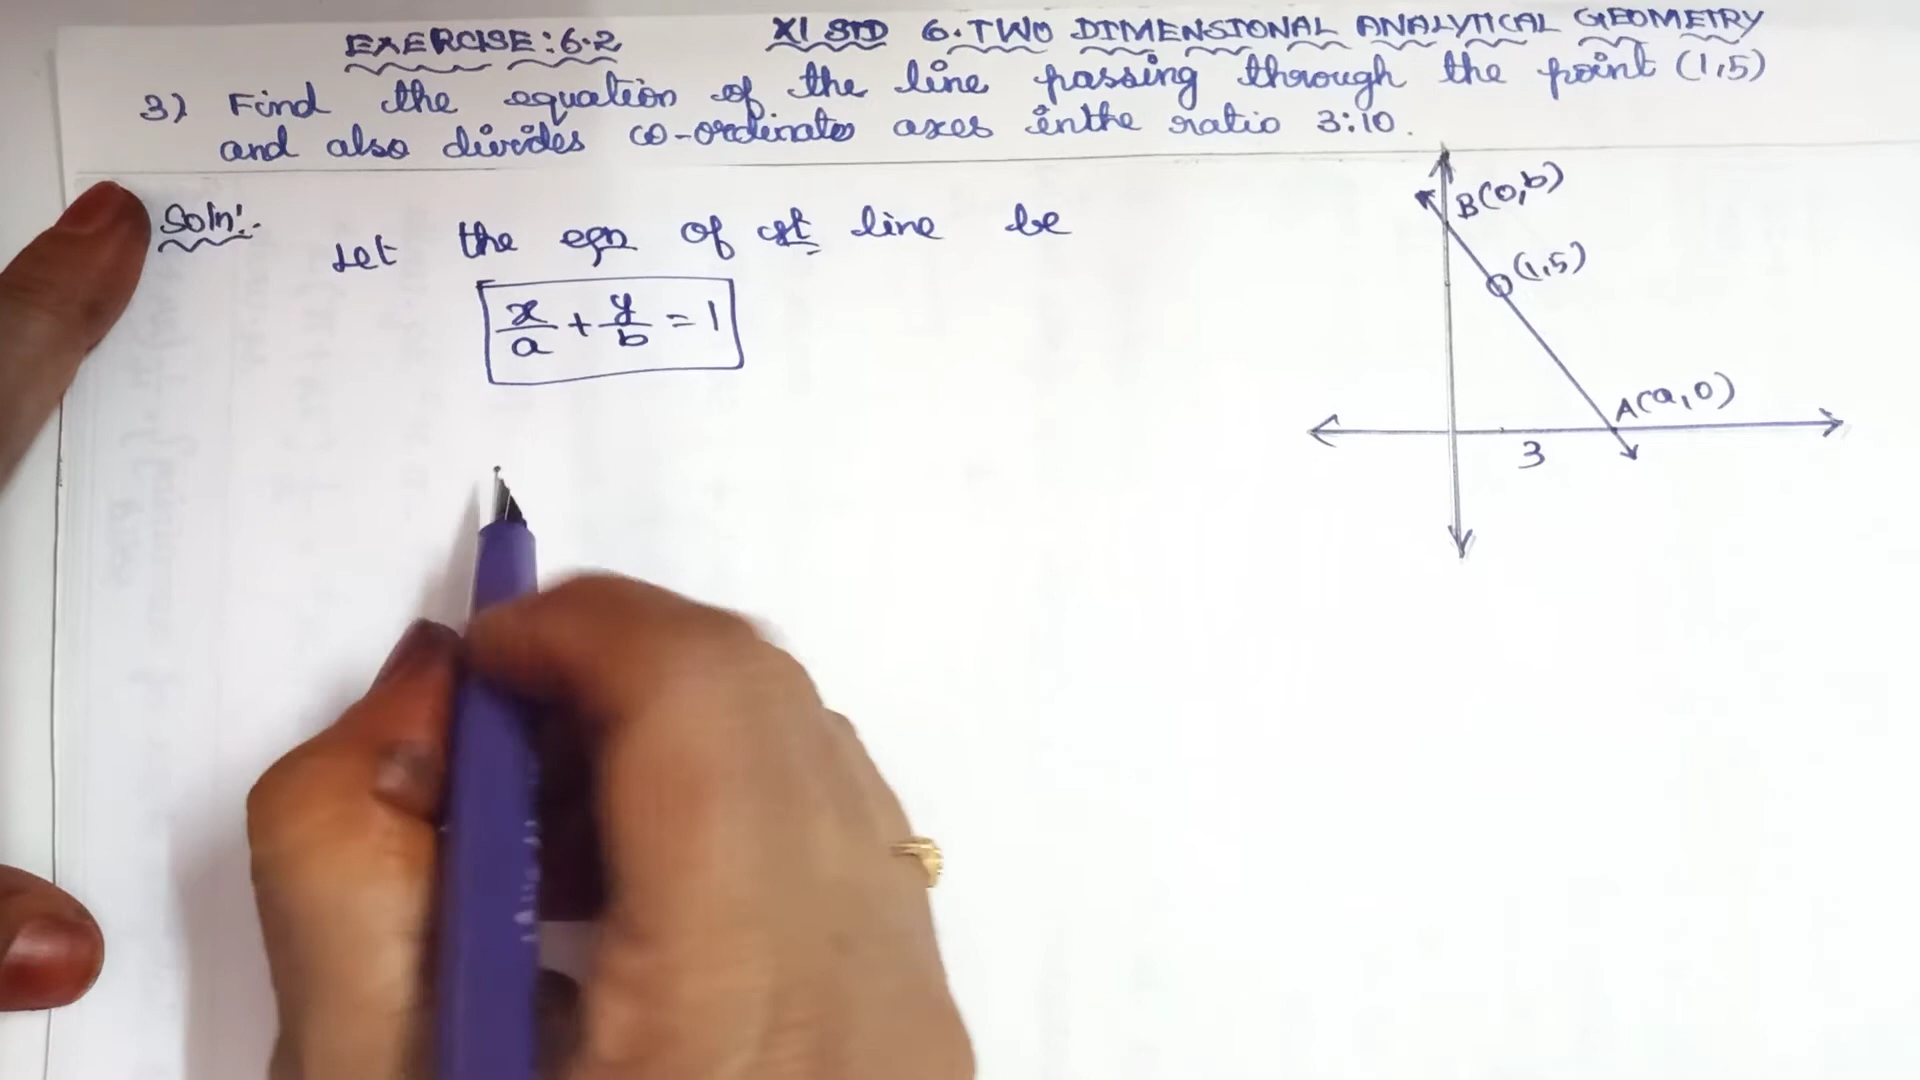 EXERCISE: 6.2 XI STD 6. TWO DIMENSIONAL ANALYTICAL GEOMETRY
3) Find the equation of the line passing through the point (1,5)
and also divides co-ordinates axes in the ratio 3:10.
Soln:- Let the eqn of st line be
x/a + y/b = 1
B(0,b)
(1,5)
A(a,0)
3